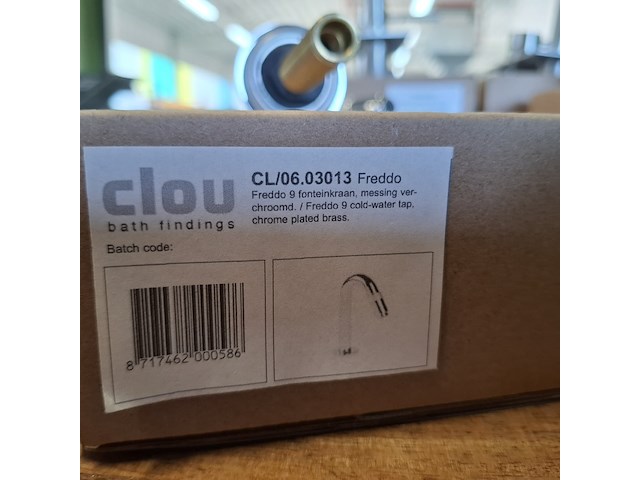 clou
bath findings
CL/06.03013 Freddo
Freddo 9 fonteinkraan, messing ver-
chroomd. / Freddo 9 cold-water tap,
chrome plated brass.
Batch code:
8 717462 000586